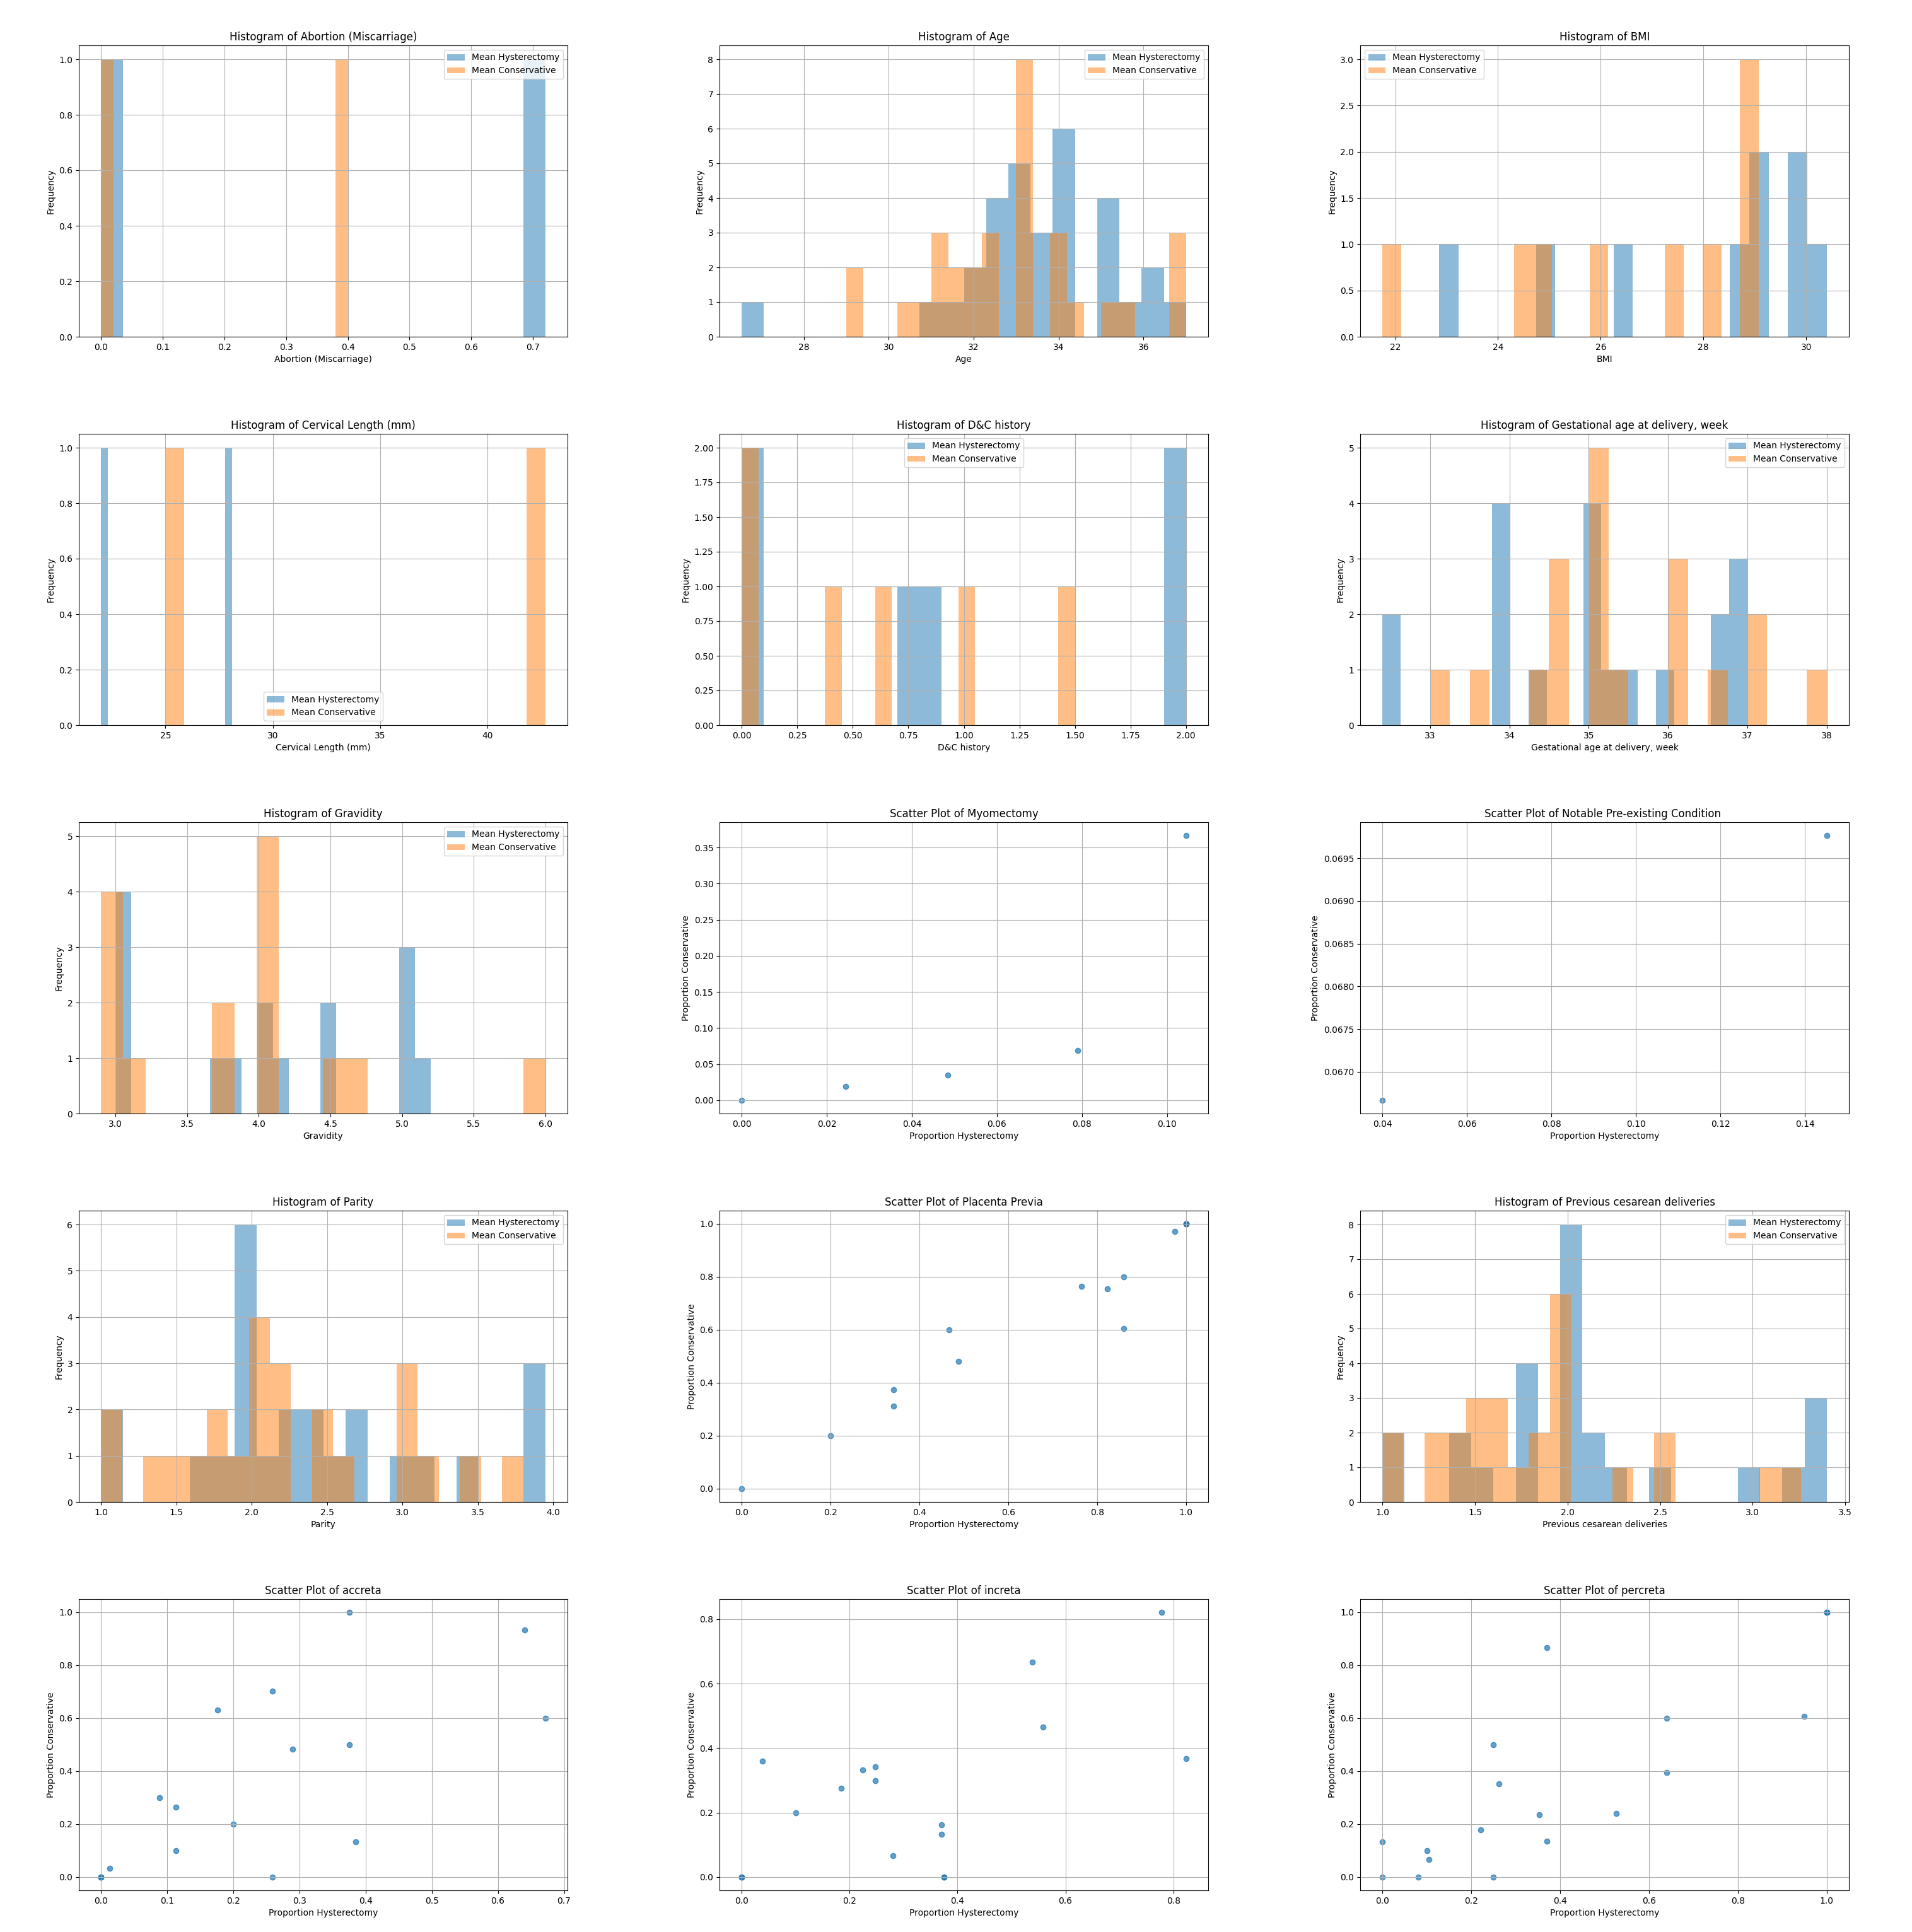 Histogram of Abortion (Miscarriage)
Mean Hysterectomy
Mean Conservative
Frequency
1.0
0.8
0.6
0.4
0.2
0.0
0.0 0.1 0.2 0.3 0.4 0.5 0.6 0.7
Abortion (Miscarriage)
Histogram of Age
Mean Hysterectomy
Mean Conservative
Frequency
8
7
6
5
4
3
2
1
0
28 30 32 34 36
Age
Histogram of BMI
Mean Hysterectomy
Mean Conservative
Frequency
3.0
2.5
2.0
1.5
1.0
0.5
0.0
22 24 26 28 30
BMI
Histogram of Cervical Length (mm)
Frequency
1.0
0.8
0.6
0.4
0.2
0.0
Mean Hysterectomy
Mean Conservative
25 30 35 40
Cervical Length (mm)
Histogram of D&C history
Mean Hysterectomy
Mean Conservative
Frequency
2.00
1.75
1.50
1.25
1.00
0.75
0.50
0.25
0.00
0.00 0.25 0.50 0.75 1.00 1.25 1.50 1.75 2.00
D&C history
Histogram of Gestational age at delivery, week
Mean Hysterectomy
Mean Conservative
Frequency
5
4
3
2
1
0
33 34 35 36 37 38
Gestational age at delivery, week
Histogram of Gravidity
Mean Hysterectomy
Mean Conservative
Frequency
5
4
3
2
1
0
3.0 3.5 4.0 4.5 5.0 5.5 6.0
Gravidity
Scatter Plot of Myomectomy
Proportion Conservative
0.35
0.30
0.25
0.20
0.15
0.10
0.05
0.00
0.00 0.02 0.04 0.06 0.08 0.10
Proportion Hysterectomy
Scatter Plot of Notable Pre-existing Condition
Proportion Conservative
0.0695
0.0690
0.0685
0.0680
0.0675
0.0670
0.04 0.06 0.08 0.10 0.12 0.14
Proportion Hysterectomy
Histogram of Parity
Mean Hysterectomy
Mean Conservative
Frequency
6
5
4
3
2
1
0
1.0 1.5 2.0 2.5 3.0 3.5 4.0
Parity
Scatter Plot of Placenta Previa
Proportion Conservative
1.0
0.8
0.6
0.4
0.2
0.0
0.0 0.2 0.4 0.6 0.8 1.0
Proportion Hysterectomy
Histogram of Previous cesarean deliveries
Mean Hysterectomy
Mean Conservative
Frequency
8
7
6
5
4
3
2
1
0
1.0 1.5 2.0 2.5 3.0 3.5
Previous cesarean deliveries
Scatter Plot of accreta
Proportion Conservative
1.0
0.8
0.6
0.4
0.2
0.0
0.0 0.1 0.2 0.3 0.4 0.5 0.6 0.7
Proportion Hysterectomy
Scatter Plot of increta
Proportion Conservative
0.8
0.6
0.4
0.2
0.0
0.0 0.2 0.4 0.6 0.8
Proportion Hysterectomy
Scatter Plot of percreta
Proportion Conservative
1.0
0.8
0.6
0.4
0.2
0.0
0.0 0.2 0.4 0.6 0.8 1.0
Proportion Hysterectomy